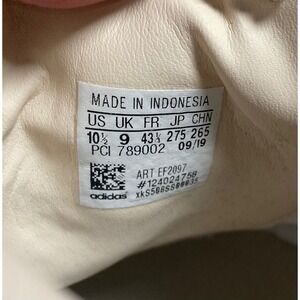 MADE IN INDONESIA
US UK FR JP CHN
10½ 9 43⅓ 275 265
PCI 789002 09/19
ART EF2097
#124024758
adidas